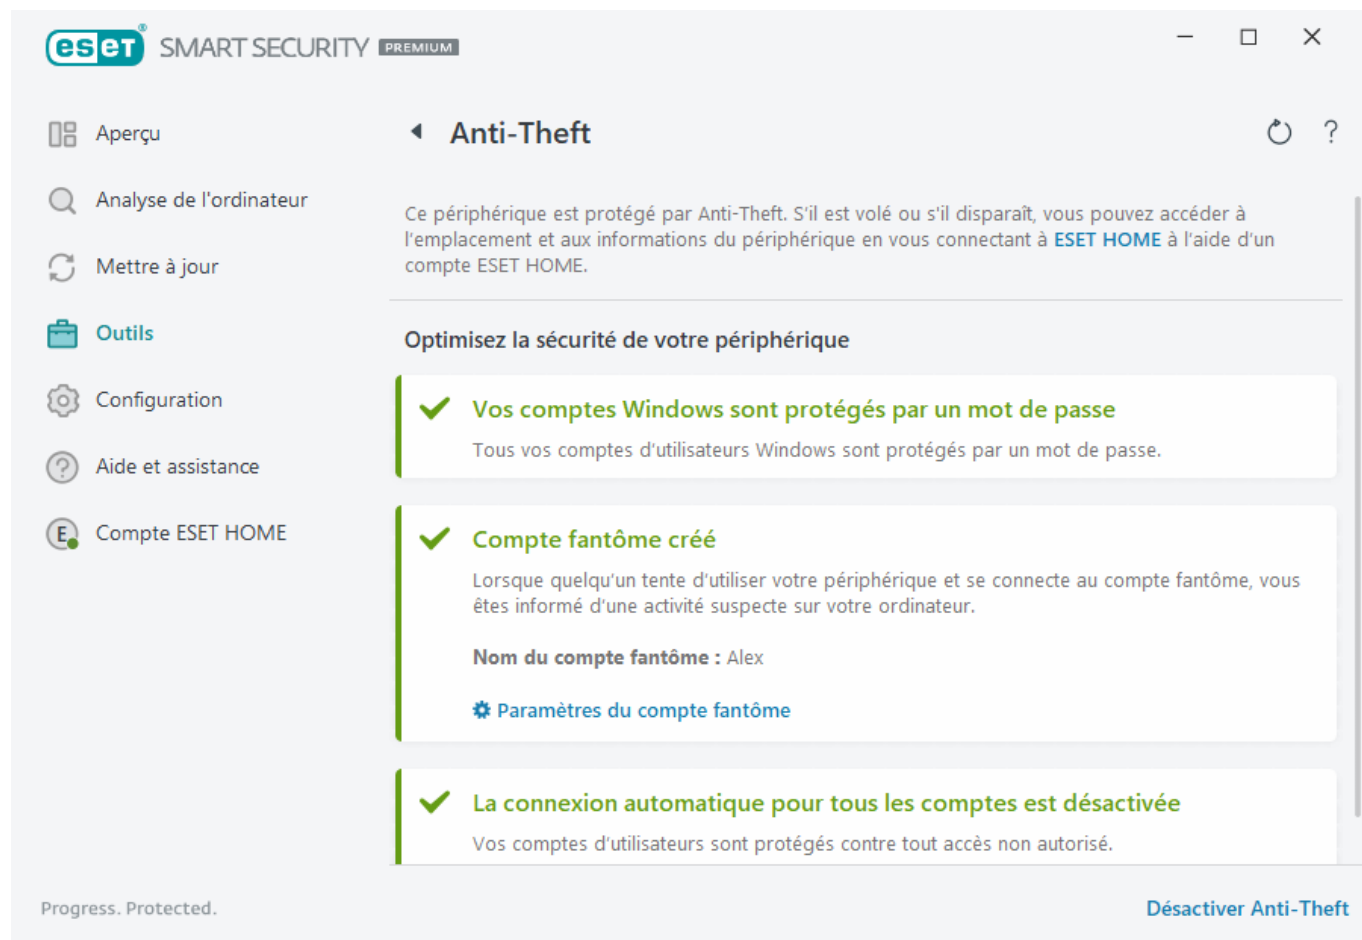 eset® SMART SECURITY PREMIUM
Aperçu
Analyse de l'ordinateur
Mettre à jour
Outils
Configuration
Aide et assistance
E Compte ESET HOME
Anti-Theft
?
Ce périphérique est protégé par Anti-Theft. S'il est volé ou s'il disparaît, vous pouvez accéder à
l'emplacement et aux informations du périphérique en vous connectant à ESET HOME à l'aide d'un
compte ESET HOME.
Optimisez la sécurité de votre périphérique
Vos comptes Windows sont protégés par un mot de passe
Tous vos comptes d'utilisateurs Windows sont protégés par un mot de passe.
Compte fantôme créé
Lorsque quelqu'un tente d'utiliser votre périphérique et se connecte au compte fantôme, vous
êtes informé d'une activité suspecte sur votre ordinateur.
Nom du compte fantôme : Alex
Paramètres du compte fantôme
La connexion automatique pour tous les comptes est désactivée
Vos comptes d'utilisateurs sont protégés contre tout accès non autorisé.
Progress. Protected.
Désactiver Anti-Theft